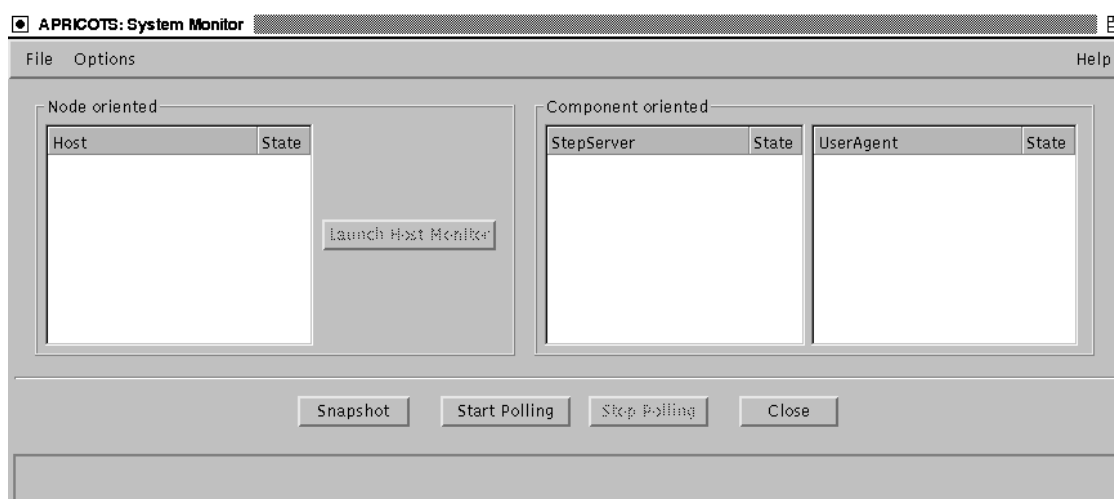 APRICOTS: System Monitor
File Options Help
Node oriented
Host State
Launch Host Monitor
Component oriented
StepServer State UserAgent State
Snapshot Start Polling Stop Polling Close